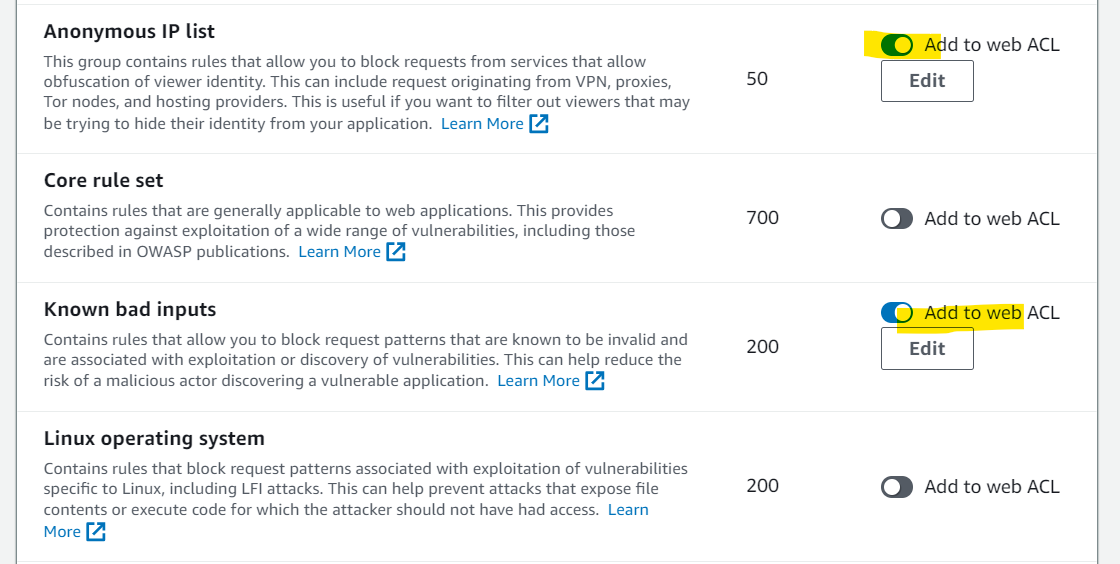 Anonymous IP list
This group contains rules that allow you to block requests from services that allow
obfuscation of viewer identity. This can include request originating from VPN, proxies,
Tor nodes, and hosting providers. This is useful if you want to filter out viewers that may
be trying to hide their identity from your application. Learn More
50
Add to web ACL
Edit
Core rule set
Contains rules that are generally applicable to web applications. This provides
protection against exploitation of a wide range of vulnerabilities, including those
described in OWASP publications. Learn More
700
Add to web ACL
Known bad inputs
Contains rules that allow you to block request patterns that are known to be invalid and
are associated with exploitation or discovery of vulnerabilities. This can help reduce the
risk of a malicious actor discovering a vulnerable application. Learn More
200
Add to web ACL
Edit
Linux operating system
Contains rules that block request patterns associated with exploitation of vulnerabilities
specific to Linux, including LFI attacks. This can help prevent attacks that expose file
contents or execute code for which the attacker should not have had access. Learn
More
200
Add to web ACL